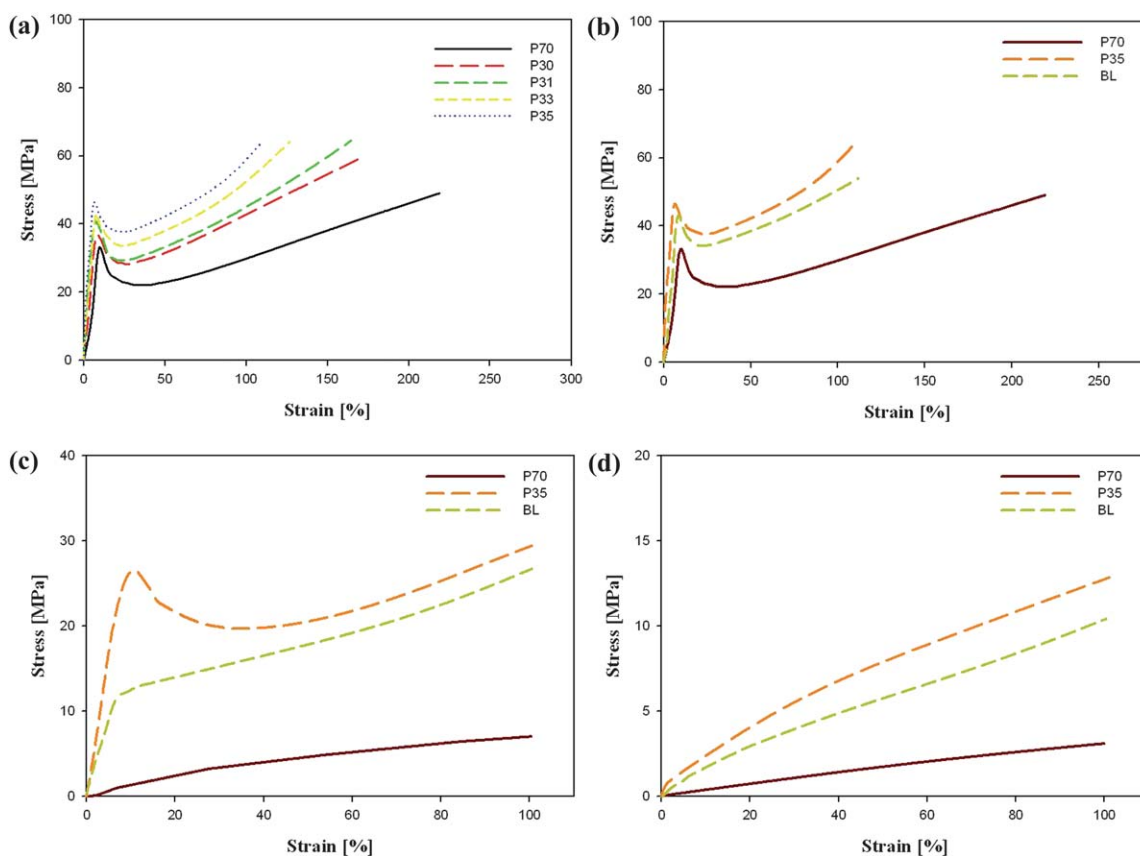 (a)
100
80
60
40
20
0
Stress [MPa]
P70
P30
P31
P33
P35
0 50 100 150 200 250 300
Strain [%]
(b)
100
80
60
40
20
0
Stress [MPa]
P70
P35
BL
0 50 100 150 200 250
Strain [%]
(c)
40
30
20
10
0
Stress [MPa]
P70
P35
BL
0 20 40 60 80 100
Strain [%]
(d)
20
15
10
5
0
Stress [MPa]
P70
P35
BL
0 20 40 60 80 100
Strain [%]